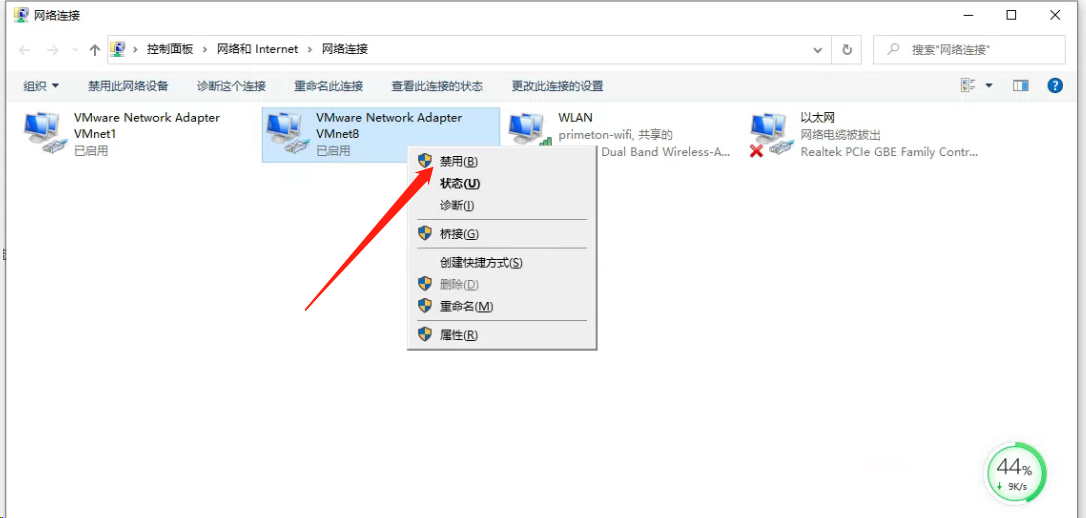 网络连接
控制面板 › 网络和 Internet › 网络连接
搜索"网络连接"
组织 禁用此网络设备 诊断这个连接 重命名此连接 查看此连接的状态 更改此连接的设置
VMware Network Adapter
VMnet1
已启用
VMware Network Adapter
VMnet8
已启用
WLAN
primeton-wifi, 共享的
Dual Band Wireless-A...
以太网
网络电缆被拔出
Realtek PCIe GBE Family Contr...
禁用(B)
状态(U)
诊断(I)
桥接(G)
创建快捷方式(S)
删除(D)
重命名(M)
属性(R)
44%
↓ 9K/s